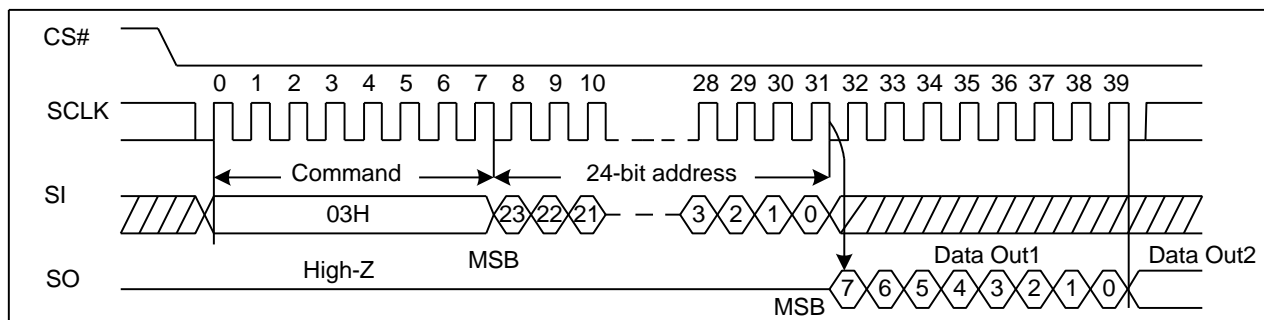 CS#
0 1 2 3 4 5 6 7 8 9 10 28 29 30 31 32 33 34 35 36 37 38 39
SCLK
Command 24-bit address
SI
03H 23 22 21 3 2 1 0
High-Z MSB Data Out1 Data Out2
SO
MSB 7 6 5 4 3 2 1 0